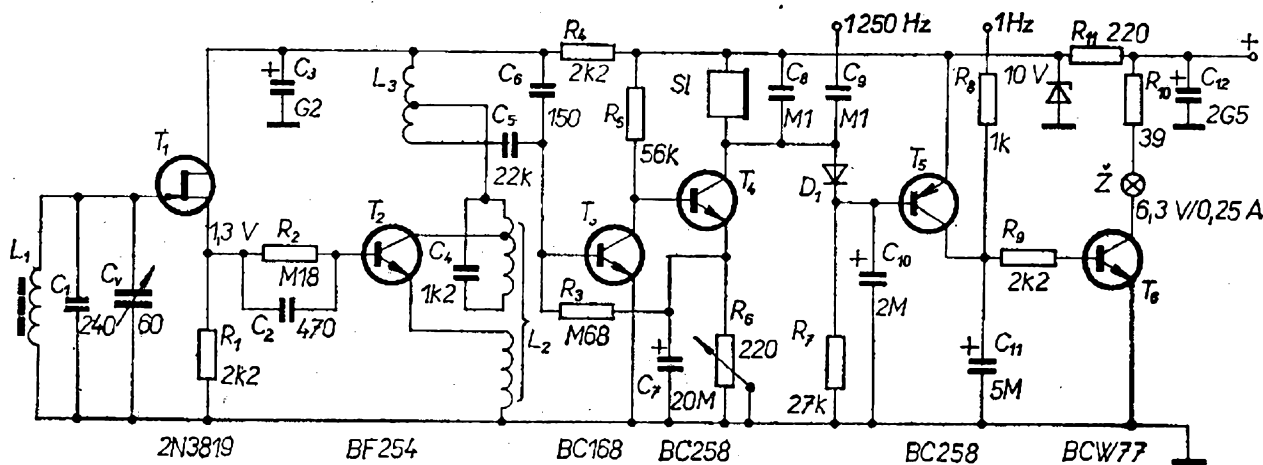 1250 Hz
1Hz
R11 220
+
R4
2k2
L3
+ C3
G2
C6
150
C5
22k
R5
56k
Sl
C8
M1
C9
M1
R8
1k
10 V
R10
39
+ C12
2G5
T1
1,3 V
R2
M18
C2
470
T2
C4
1k2
L2
T3
R3
M68
T4
D1
T5
Ž
6,3 V/0,25 A
L1
C1
240
Cv
60
R1
2k2
+
C7
20M
R6
220
R7
27k
+ C10
2M
R9
2k2
T6
+ C11
5M
2N3819 BF254 BC168 BC258 BC258 BCW77